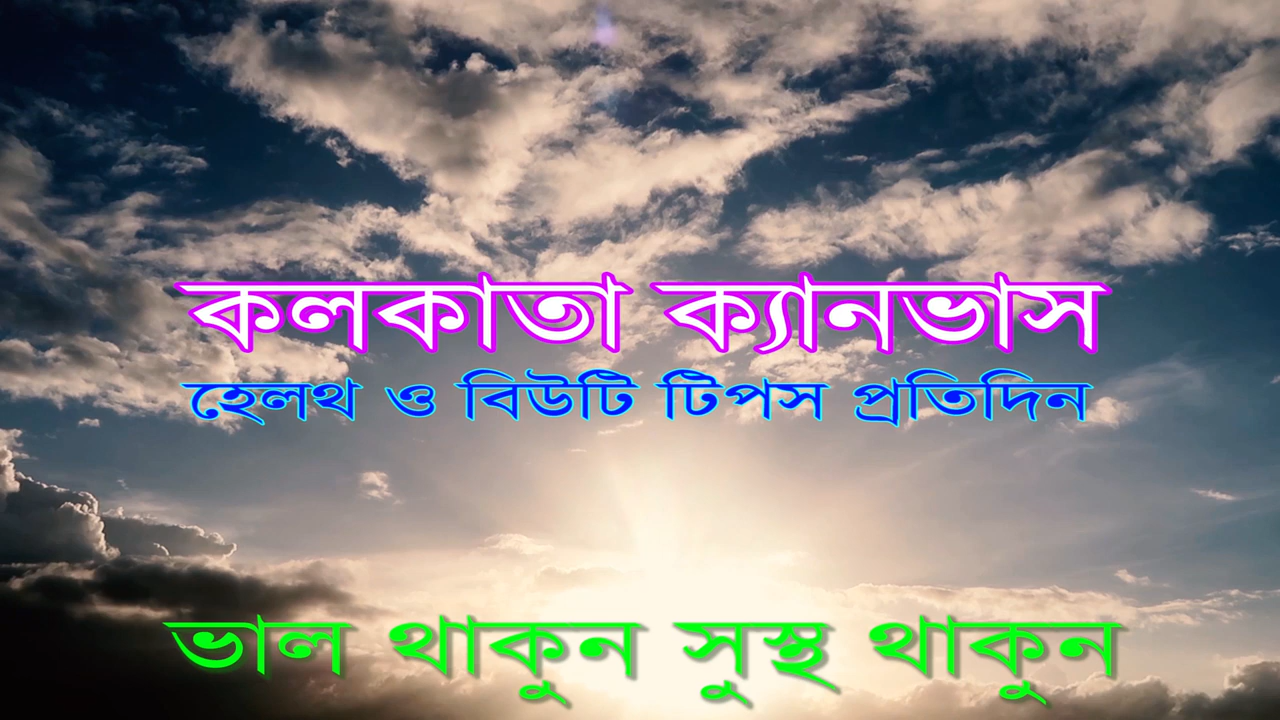 কলকাতা ক্যানভাস
হেলথ ও বিউটি টিপস প্রতিদিন
ভাল থাকুন সুস্থ থাকুন